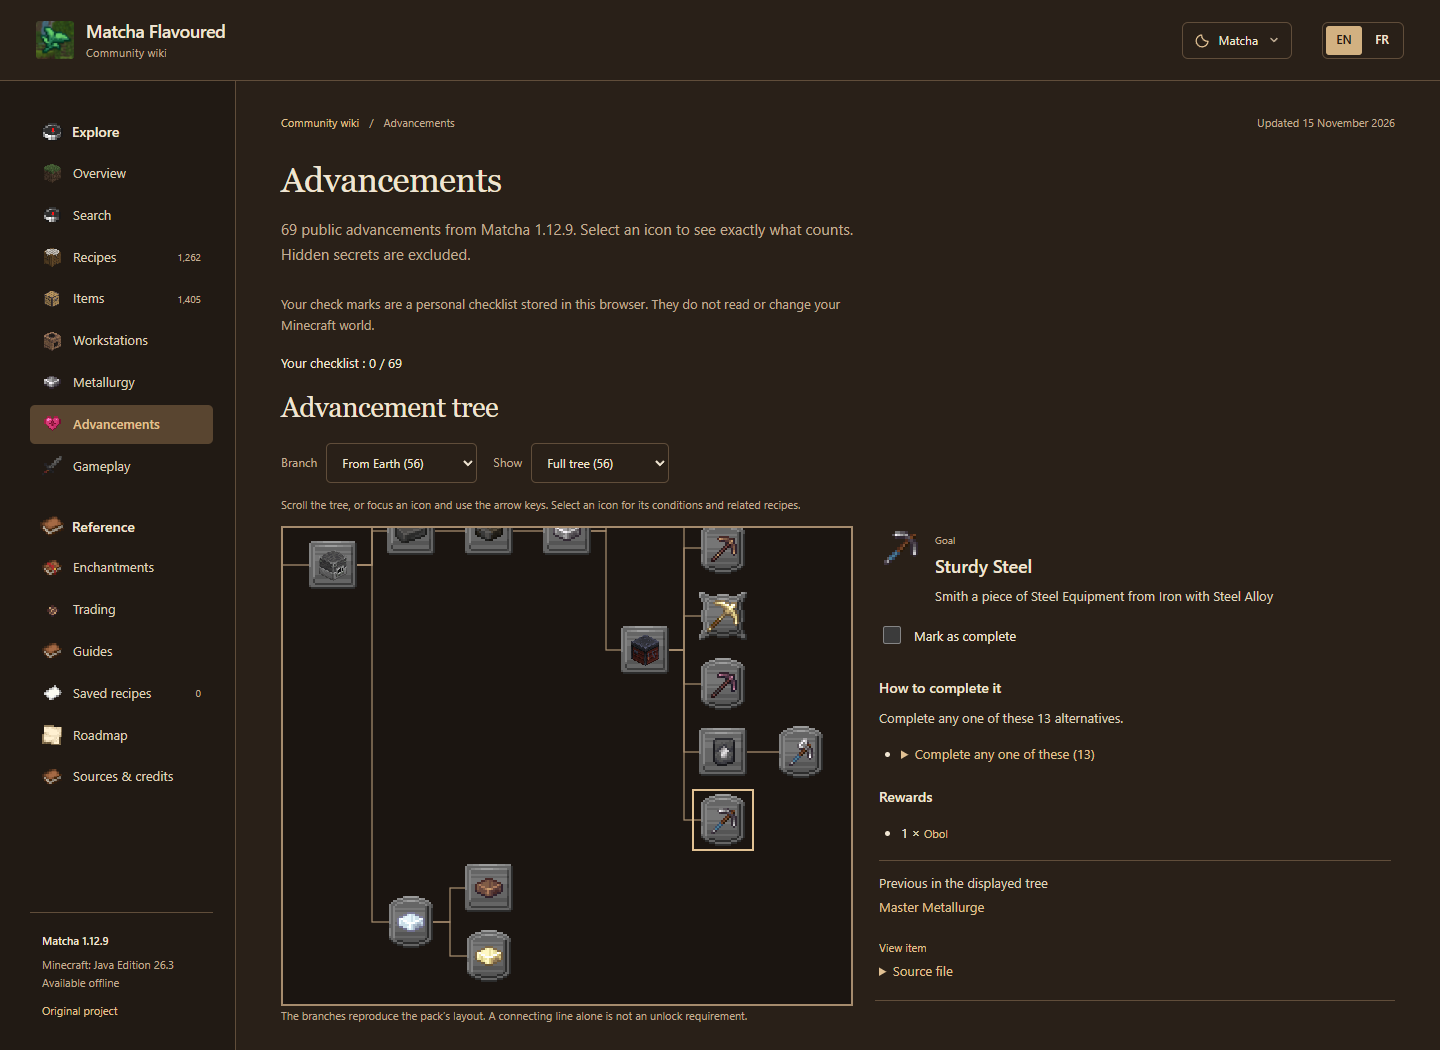 Matcha Flavoured
Community wiki
Matcha
EN
FR
Explore
Overview
Search
Recipes 1,262
Items 1,405
Workstations
Metallurgy
Advancements
Gameplay
Reference
Enchantments
Trading
Guides
Saved recipes 0
Roadmap
Sources & credits
Matcha 1.12.9
Minecraft: Java Edition 26.3
Available offline
Original project
Community wiki / Advancements
Updated 15 November 2026
Advancements
69 public advancements from Matcha 1.12.9. Select an icon to see exactly what counts.
Hidden secrets are excluded.
Your check marks are a personal checklist stored in this browser. They do not read or change your
Minecraft world.
Your checklist : 0 / 69
Advancement tree
Branch From Earth (56) Show Full tree (56)
Scroll the tree, or focus an icon and use the arrow keys. Select an icon for its conditions and related recipes.
The branches reproduce the pack's layout. A connecting line alone is not an unlock requirement.
Goal
Sturdy Steel
Smith a piece of Steel Equipment from Iron with Steel Alloy
Mark as complete
How to complete it
Complete any one of these 13 alternatives.
Complete any one of these (13)
Rewards
1 × Obol
Previous in the displayed tree
Master Metallurge
View item
Source file